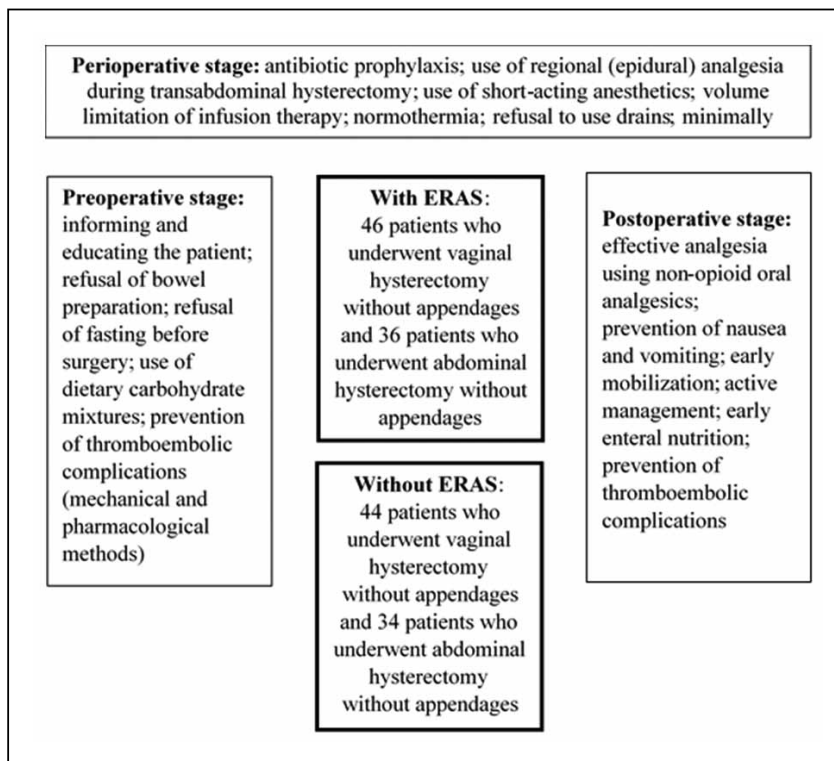 Perioperative stage: antibiotic prophylaxis; use of regional (epidural) analgesia
during transabdominal hysterectomy; use of short-acting anesthetics; volume
limitation of infusion therapy; normothermia; refusal to use drains; minimally
Preoperative stage:
informing and
educating the patient;
refusal of bowel
preparation; refusal
of fasting before
surgery; use of
dietary carbohydrate
mixtures; prevention
of thromboembolic
complications
(mechanical and
pharmacological
methods)
With ERAS:
46 patients who
underwent vaginal
hysterectomy
without appendages
and 36 patients who
underwent abdominal
hysterectomy without
appendages
Without ERAS:
44 patients who
underwent vaginal
hysterectomy
without appendages
and 34 patients who
underwent abdominal
hysterectomy
without appendages
Postoperative stage:
effective analgesia
using non-opioid oral
analgesics;
prevention of nausea
and vomiting; early
mobilization; active
management; early
enteral nutrition;
prevention of
thromboembolic
complications